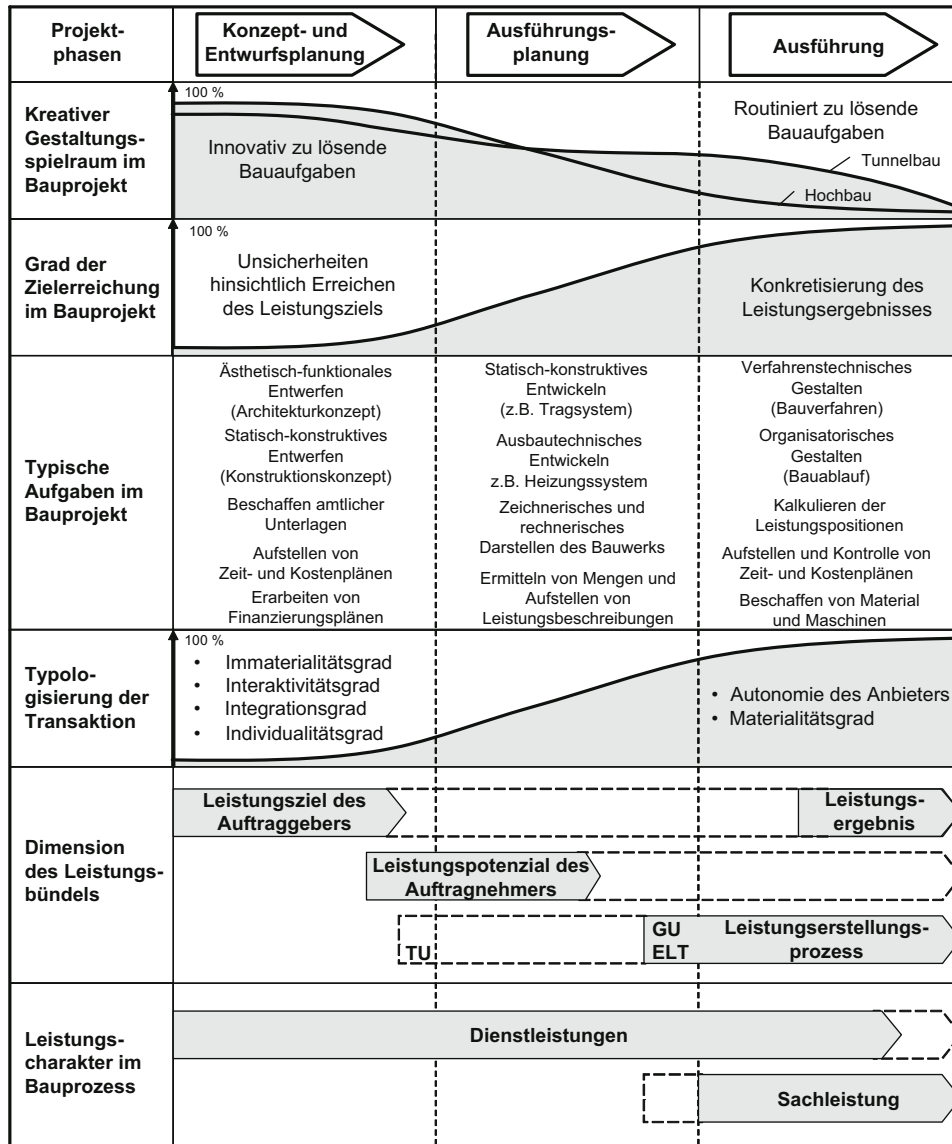 Projekt-
phasen
Konzept- und
Entwurfsplanung
Ausführungs-
planung
Ausführung
Kreativer
Gestaltungs-
spielraum im
Bauprojekt
100 %
Innovativ zu lösende
Bauaufgaben
Routiniert zu lösende
Bauaufgaben
Tunnelbau
Hochbau
Grad der
Zielerreichung
im Bauprojekt
100 %
Unsicherheiten
hinsichtlich Erreichen
des Leistungsziels
Konkretisierung des
Leistungsergebnisses
Typische
Aufgaben im
Bauprojekt
Ästhetisch-funktionales
Entwerfen
(Architekturkonzept)
Statisch-konstruktives
Entwerfen
(Konstruktionskonzept)
Beschaffen amtlicher
Unterlagen
Aufstellen von
Zeit- und Kostenplänen
Erarbeiten von
Finanzierungsplänen
Statisch-konstruktives
Entwickeln
(z.B. Tragsystem)
Ausbautechnisches
Entwickeln
z.B. Heizungssystem)
Zeichnerisches und
rechnerisches
Darstellen des Bauwerks
Ermitteln von Mengen und
Aufstellen von
Leistungsbeschreibungen
Verfahrenstechnisches
Gestalten
(Bauverfahren)
Organisatorisches
Gestalten
(Bauablauf)
Kalkulieren der
Leistungspositionen
Aufstellen und Kontrolle von
Zeit- und Kostenplänen
Beschaffen von Material
und Maschinen
Typolo-
gisierung der
Transaktion
100 %
• Immaterialitätsgrad
• Interaktivitätsgrad
• Integrationsgrad
• Individualitätsgrad
• Autonomie des Anbieters
• Materialitätsgrad
Dimension
des Leistungs-
bündels
Leistungsziel des
Auftraggebers
Leistungs-
ergebnis
Leistungspotenzial des
Auftragnehmers
TU
GU
ELT
Leistungserstellungs-
prozess
Leistungs-
charakter im
Bauprozess
Dienstleistungen
Sachleistung